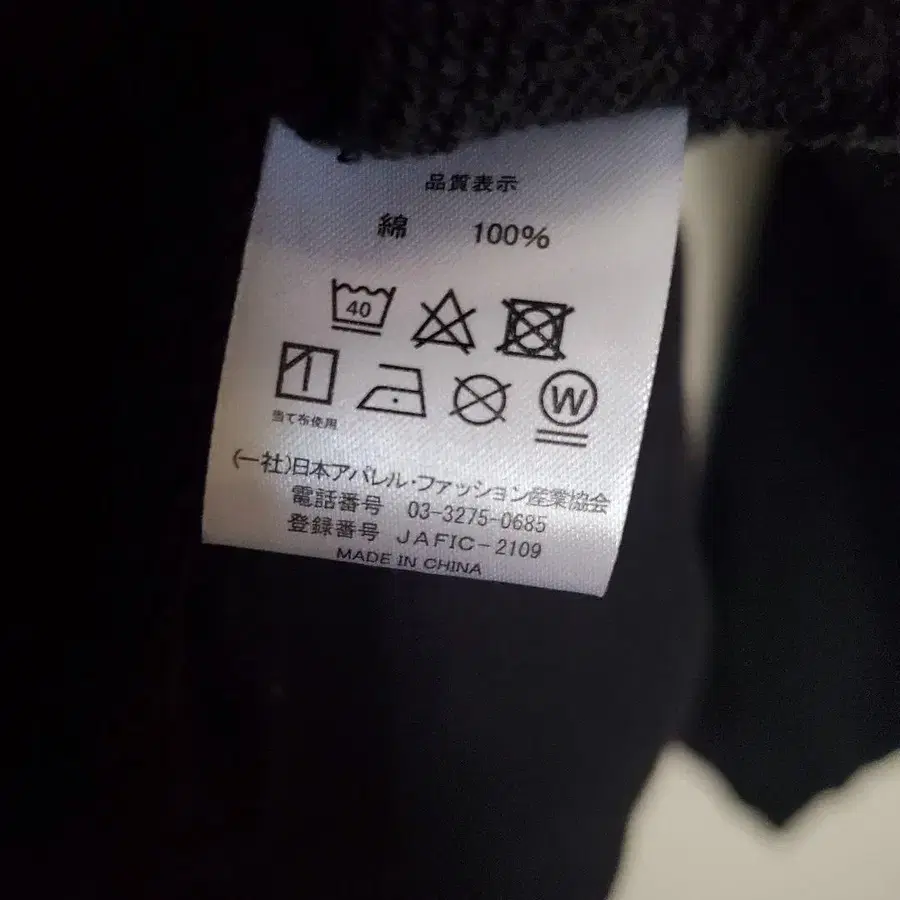 品質表示
綿 100%
40
W
当て布使用
(一社)日本アパレル・ファッション産業協会
電話番号 03-3275-0685
登録番号 JAFIC-2109
MADE IN CHINA